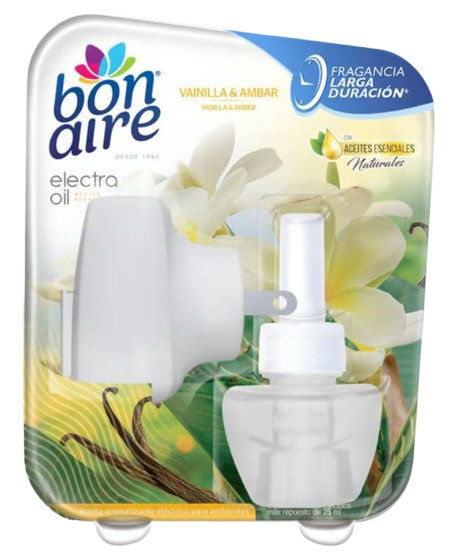 bon®
aire
DESDE 1967
VAINILLA & AMBAR
VANILLA & AMBER
FRAGANCIA
LARGA
DURACIÓN*
CON
ACEITES ESENCIALES
Naturales
electra
oil
Aceite aromatizante eléctrico para ambientes
más repuesto de 25 ml